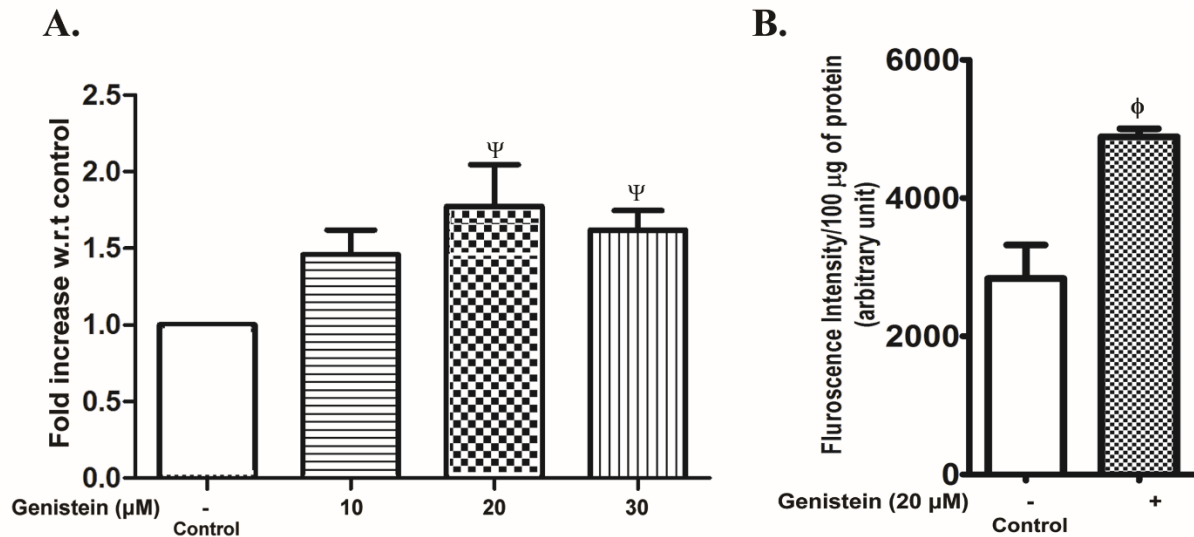 A.
Fold increase w.r.t control
2.5
2.0
1.5
1.0
0.5
0.0
Ψ
Ψ
Genistein (µM) - 10 20 30
Control
B.
Fluroscence Intensity/100 µg of protein
(arbitrary unit)
6000
4000
2000
0
ϕ
Genistein (20 µM) - +
Control